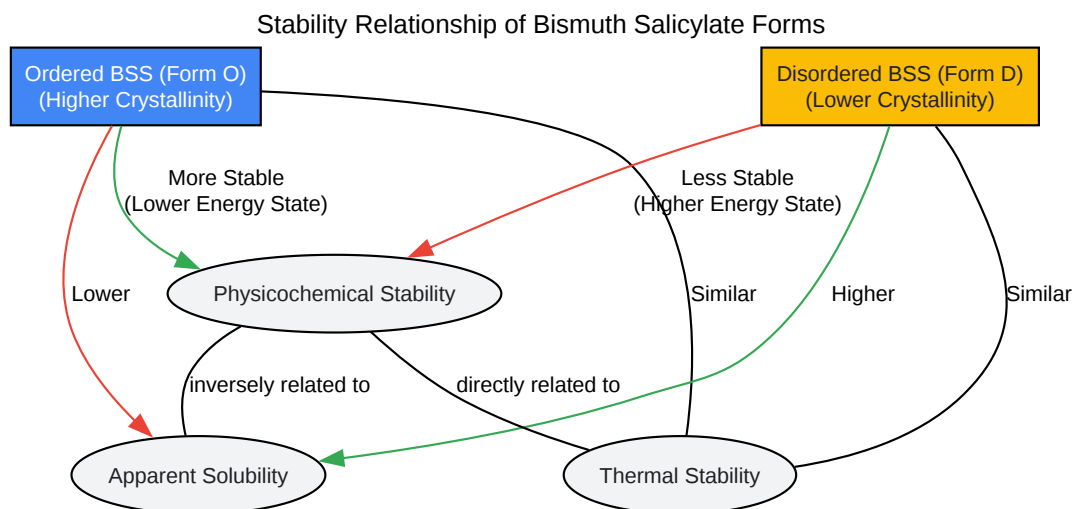 Stability Relationship of Bismuth Salicylate Forms
Ordered BSS (Form O)
(Higher Crystallinity)
Disordered BSS (Form D)
(Lower Crystallinity)
More Stable
(Lower Energy State)
Less Stable
(Higher Energy State)
Physicochemical Stability
Lower
Similar
Higher
Similar
inversely related to
directly related to
Apparent Solubility
Thermal Stability